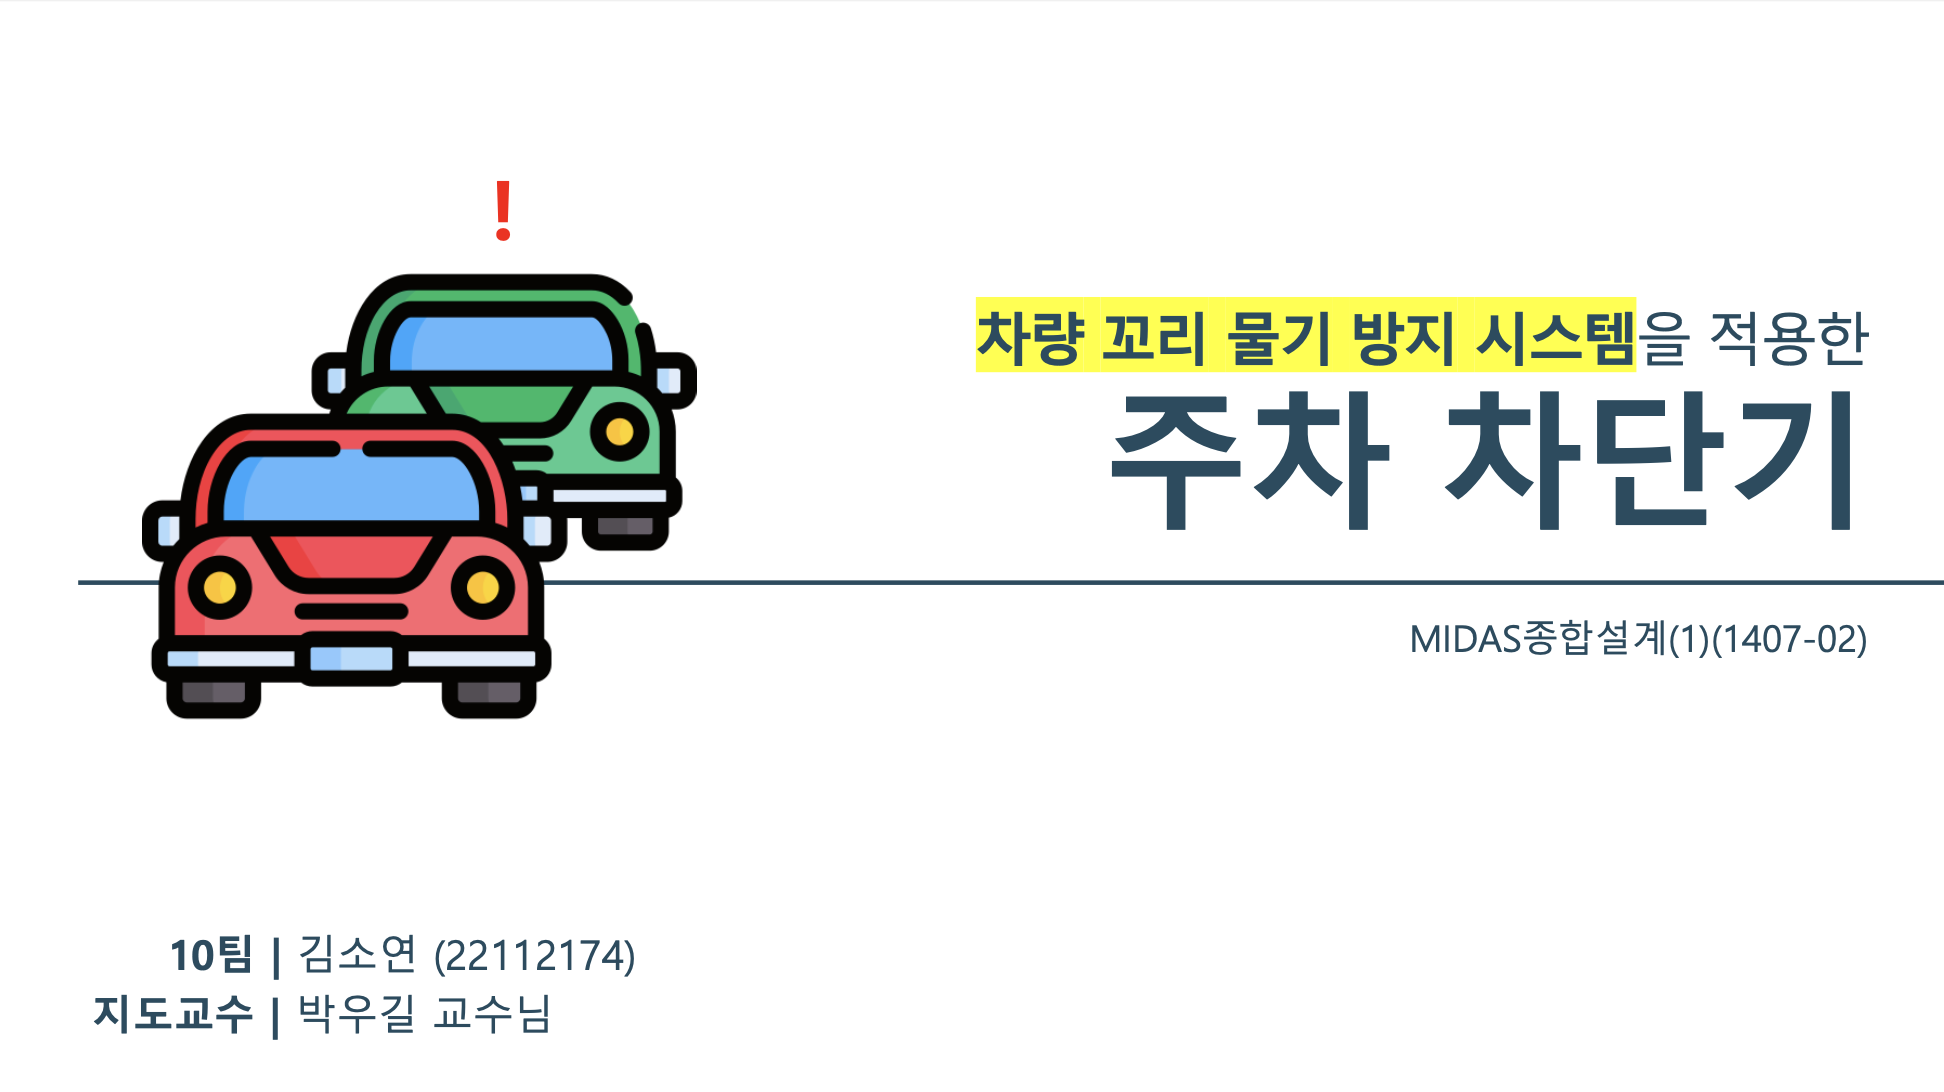 !
차량 꼬리 물기 방지 시스템을 적용한
주차 차단기
MIDAS종합설계(1)(1407-02)
10팀 | 김소연 (22112174)
지도교수 | 박우길 교수님